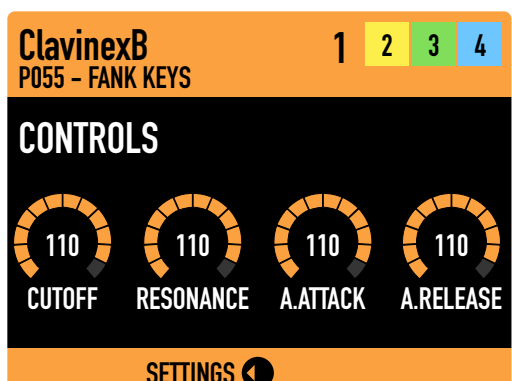 ClavinexB 1 2 3 4
P055 - FANK KEYS
CONTROLS
110 110 110 110
CUTOFF RESONANCE A.ATTACK A.RELEASE
SETTINGS